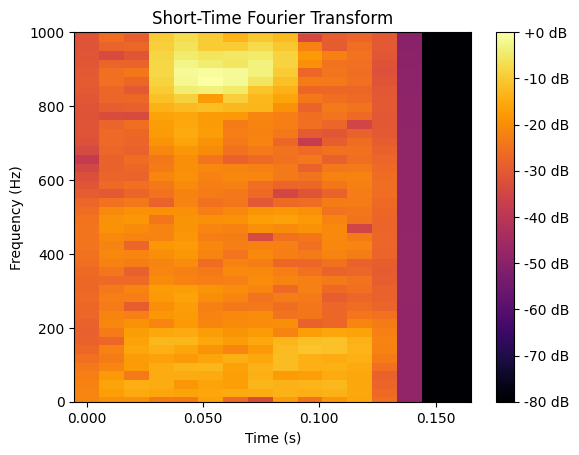 Short-Time Fourier Transform
1000
800
600
400
200
0
Frequency (Hz)
0.000
0.050
0.100
0.150
Time (s)
+0 dB
-10 dB
-20 dB
-30 dB
-40 dB
-50 dB
-60 dB
-70 dB
-80 dB